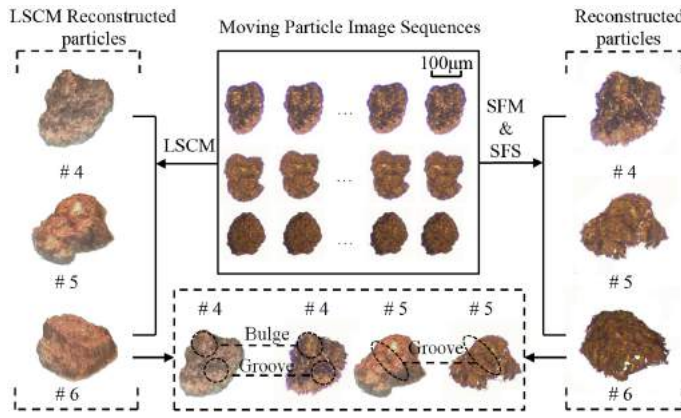 LSCM Reconstructed
particles
Moving Particle Image Sequences
Reconstructed
particles
100μm
LSCM
SFM
&
SFS
...
...
...
# 4
# 5
# 6
# 4
# 5
# 6
# 4
# 4
# 5
# 5
Bulge
Groove
Groove